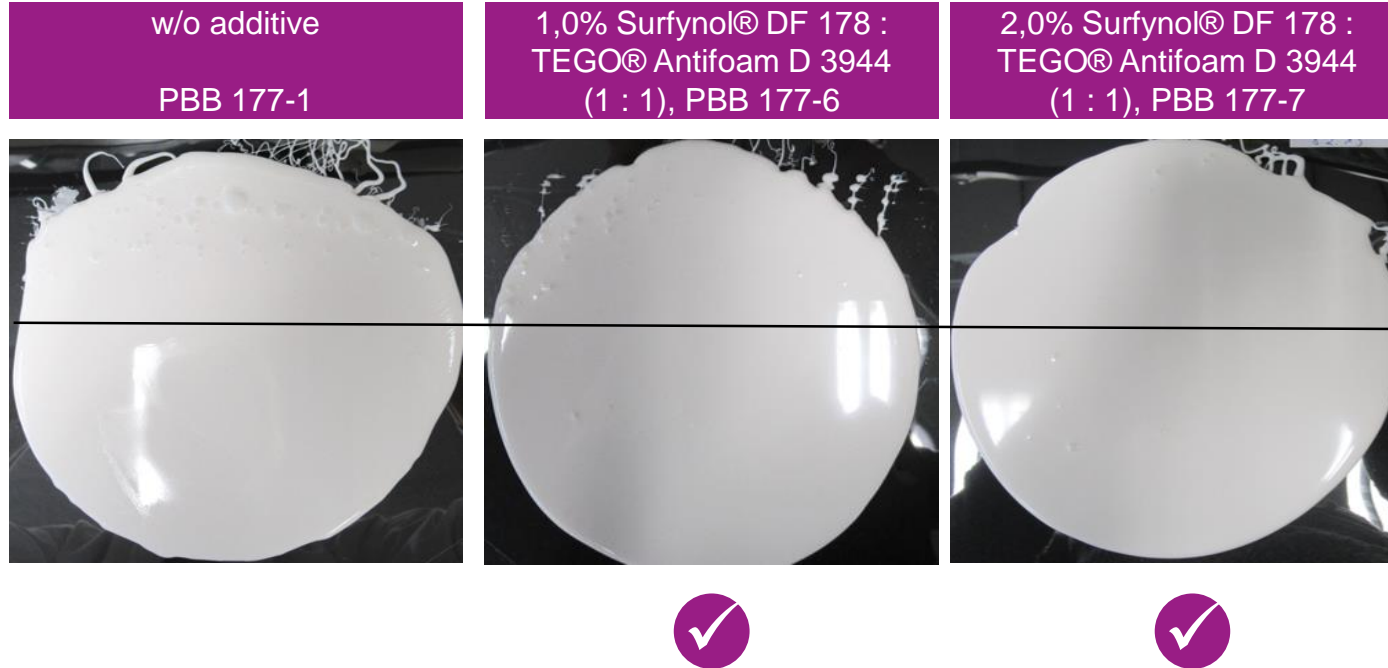 w/o additive
PBB 177-1
1,0% Surfynol® DF 178 :
TEGO® Antifoam D 3944
(1 : 1), PBB 177-6
2,0% Surfynol® DF 178 :
TEGO® Antifoam D 3944
(1 : 1), PBB 177-7